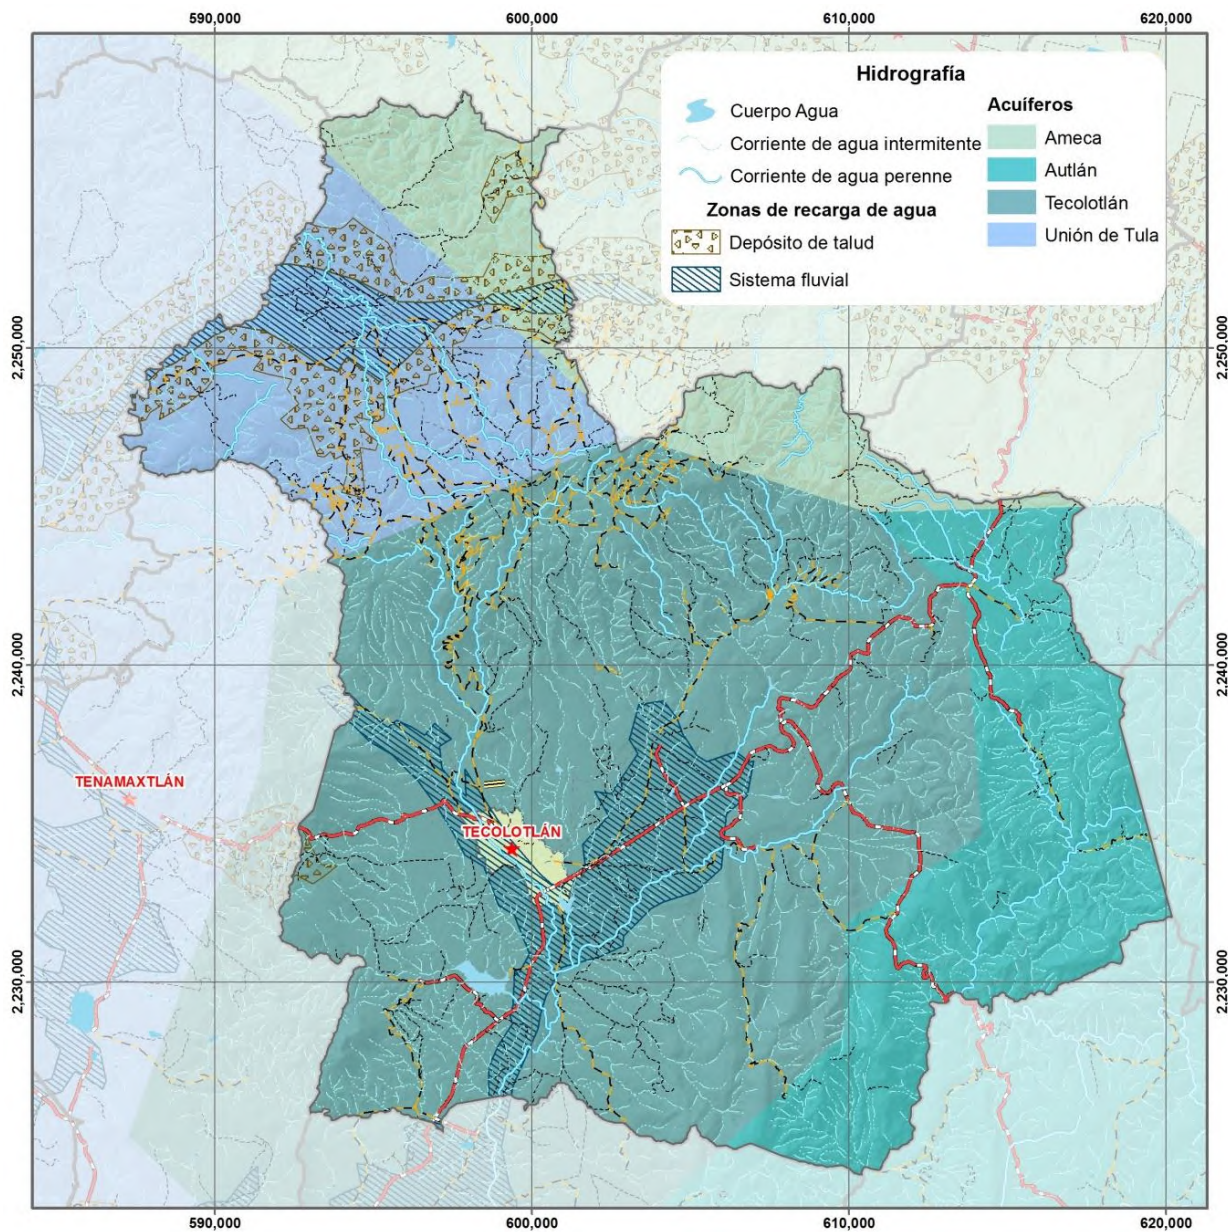 590,000 600,000 610,000 620,000
Hidrografía
Cuerpo Agua
Corriente de agua intermitente
Corriente de agua perenne
Zonas de recarga de agua
Depósito de talud
Sistema fluvial
Acuíferos
Ameca
Autlán
Tecolotlán
Unión de Tula
2.250.000 2.250.000
2.240.000 2.240.000
TENAMAXTLÁN
TECOLOTLÁN
2.230.000 2.230.000
590,000 600,000 610,000 620,000